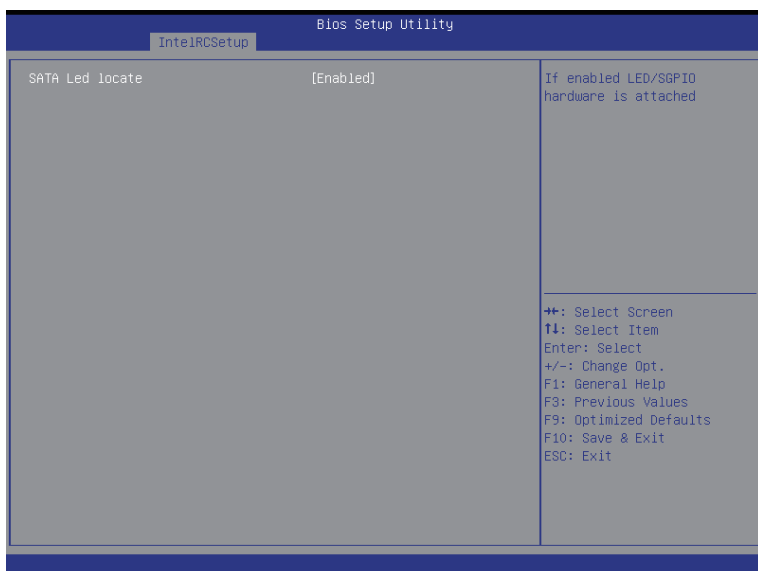 Bios Setup Utility
IntelRCSetup
SATA Led locate [Enabled]
If enabled LED/SGPIO
hardware is attached
→←: Select Screen
↑↓: Select Item
Enter: Select
+/-: Change Opt.
F1: General Help
F3: Previous Values
F9: Optimized Defaults
F10: Save & Exit
ESC: Exit